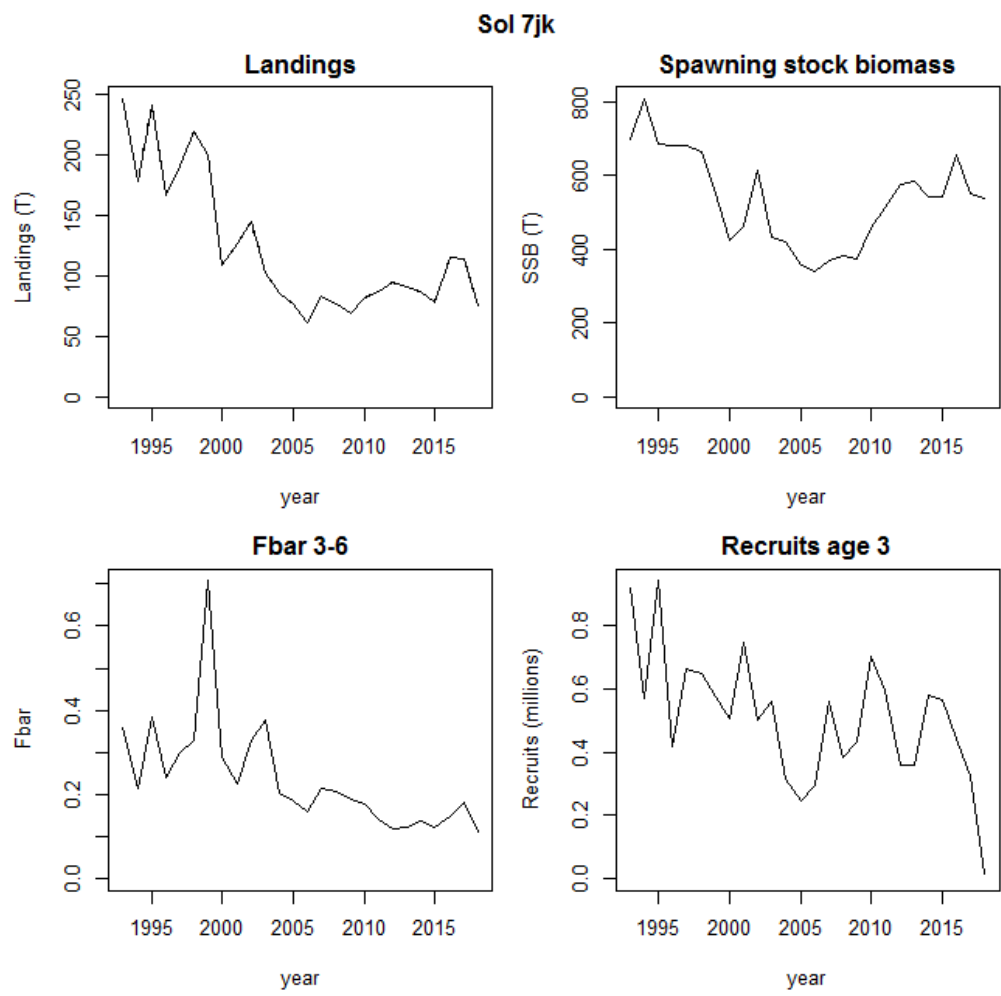 Sol 7jk
Landings
Landings (T)
250
200
150
100
50
0
1995 2000 2005 2010 2015
year
Spawning stock biomass
SSB (T)
800
600
400
200
0
1995 2000 2005 2010 2015
year
Fbar 3-6
Fbar
0.6
0.4
0.2
0.0
1995 2000 2005 2010 2015
year
Recruits age 3
Recruits (millions)
0.8
0.6
0.4
0.2
0.0
1995 2000 2005 2010 2015
year